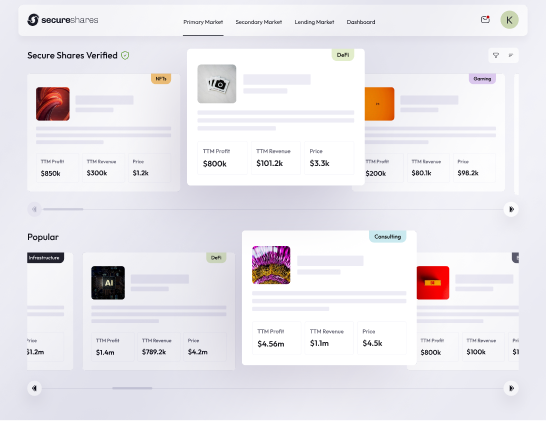 secureshares
Primary Market Secondary Market Lending Market Dashboard
K
Secure Shares Verified
NFTs
TTM Profit TTM Revenue Price
$850k $300k $1.2k
DeFi
TTM Profit TTM Revenue Price
$800k $101.2k $3.3k
Gaming
TTM Profit TTM Revenue Price
$200k $80.1k $98.2k
Popular
Infrastructure
Price
$1.2m
DeFi
AI
TTM Profit TTM Revenue Price
$1.4m $789.2k $4.2m
Consulting
TTM Profit TTM Revenue Price
$4.56m $1.1m $4.5k
TTM Profit TTM Revenue Price
$800k $100k